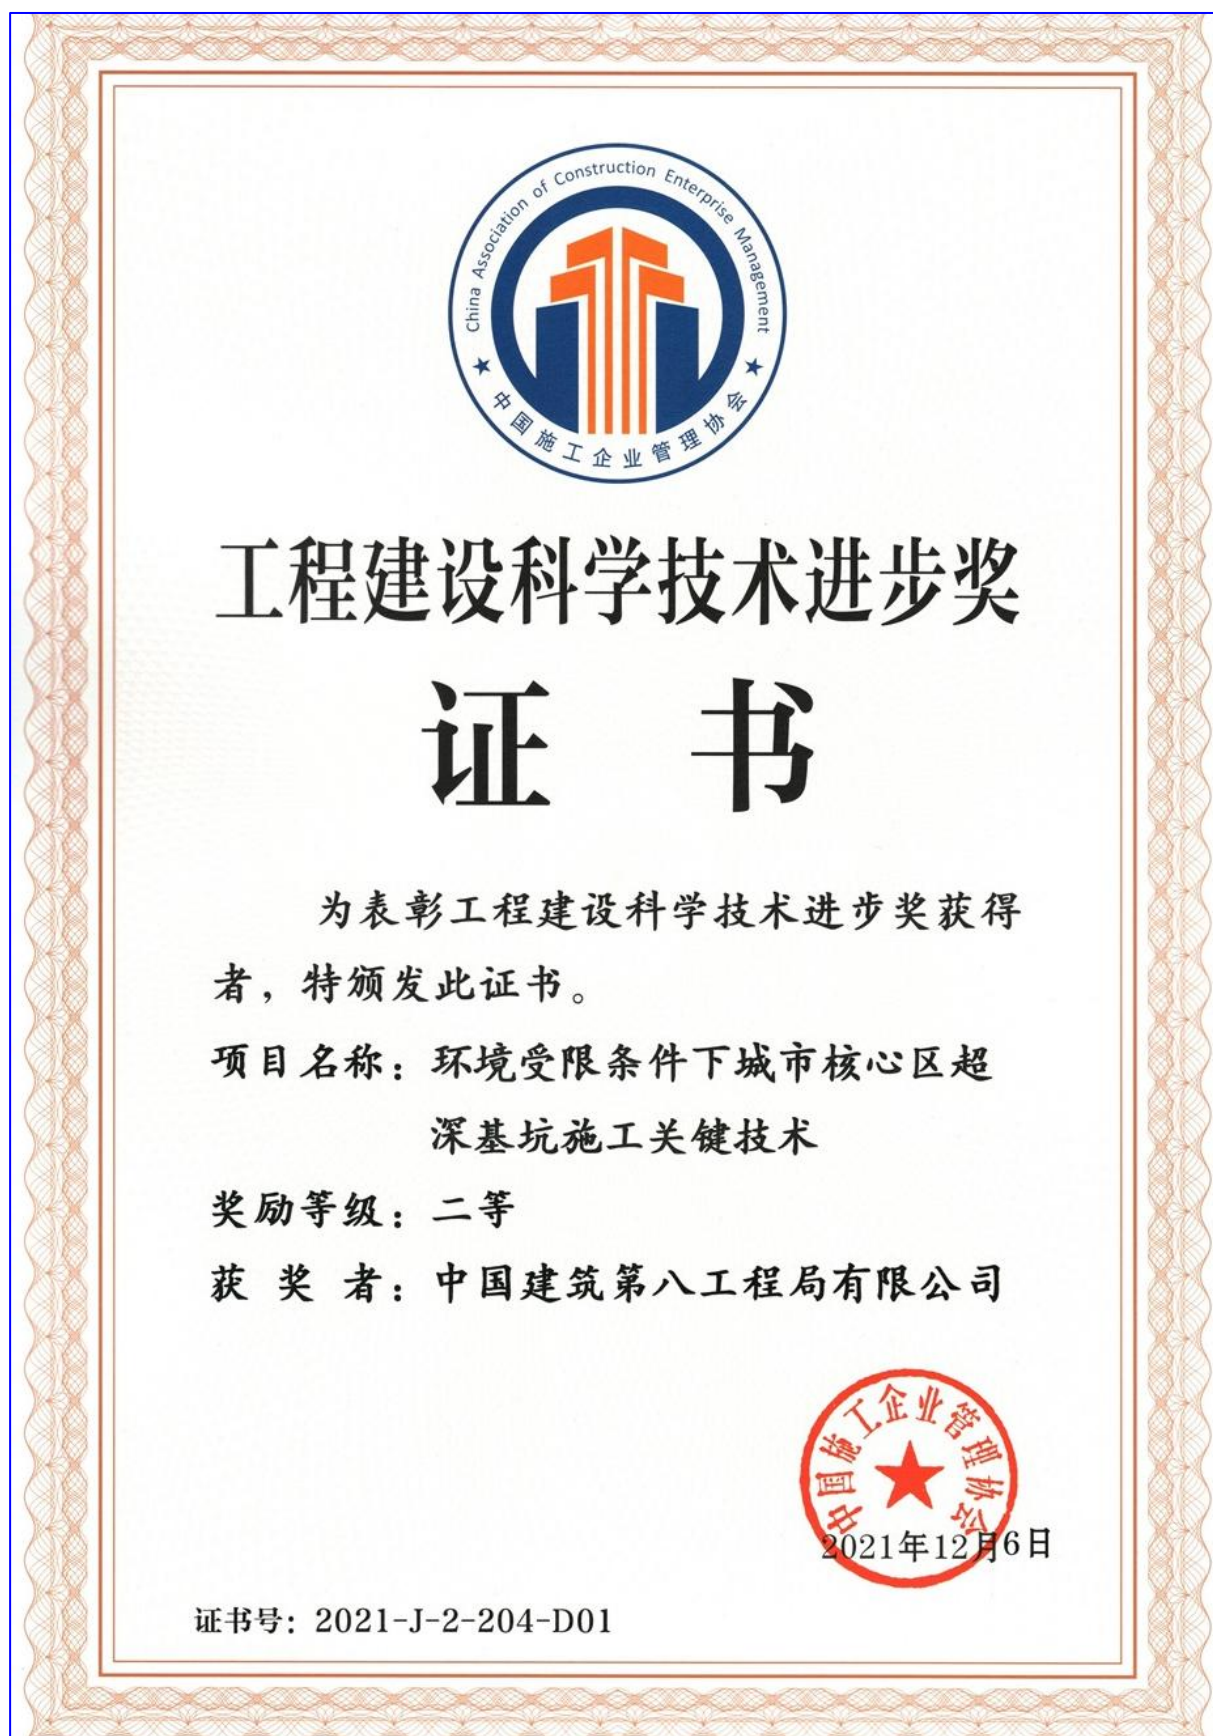 China Association of Construction Enterprise Management
★ 中国施工企业管理协会 ★
工程建设科学技术进步奖
证 书
为表彰工程建设科学技术进步奖获得
者，特颁发此证书。
项目名称：环境受限条件下城市核心区超
深基坑施工关键技术
奖励等级：二等
获 奖 者：中国建筑第八工程局有限公司
中国施工企业管理协会
2021年12月6日
证书号：2021-J-2-204-D01